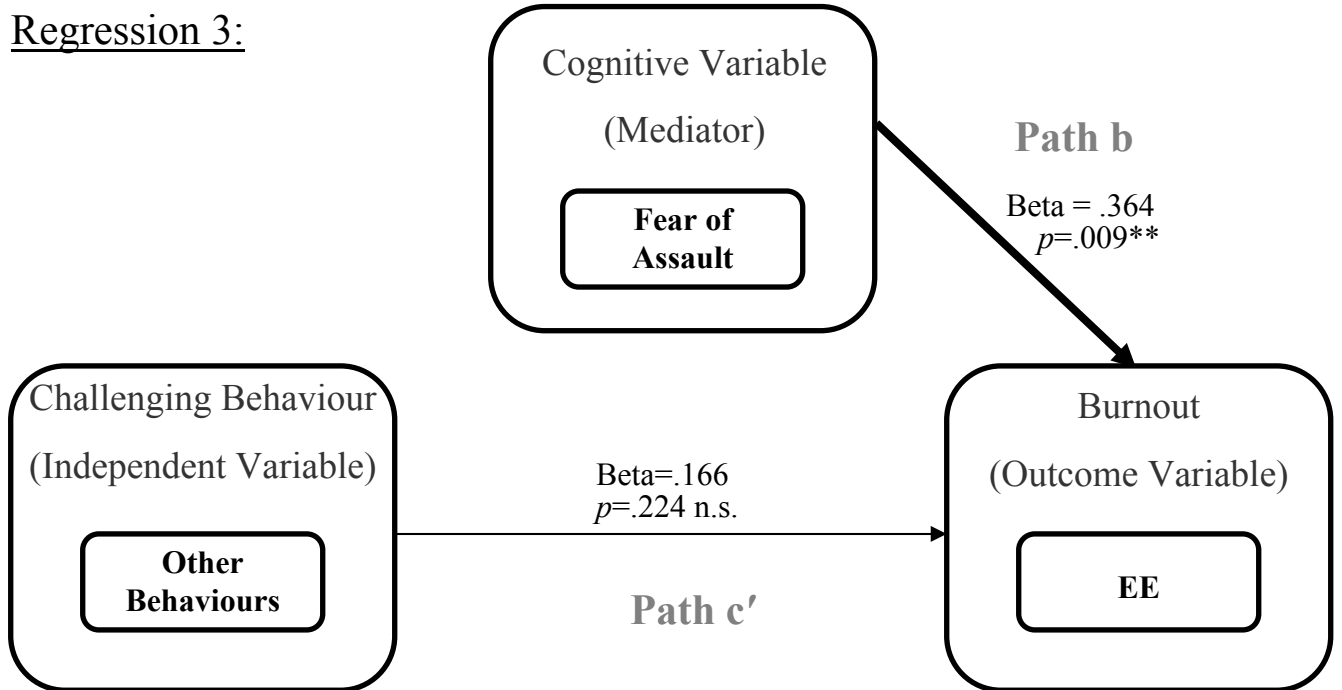 Regression 3:
Cognitive Variable
(Mediator)
Fear of
Assault
Path b
Beta = .364
p=.009**
Challenging Behaviour
(Independent Variable)
Other
Behaviours
Beta=.166
p=.224 n.s.
Path c′
Burnout
(Outcome Variable)
EE